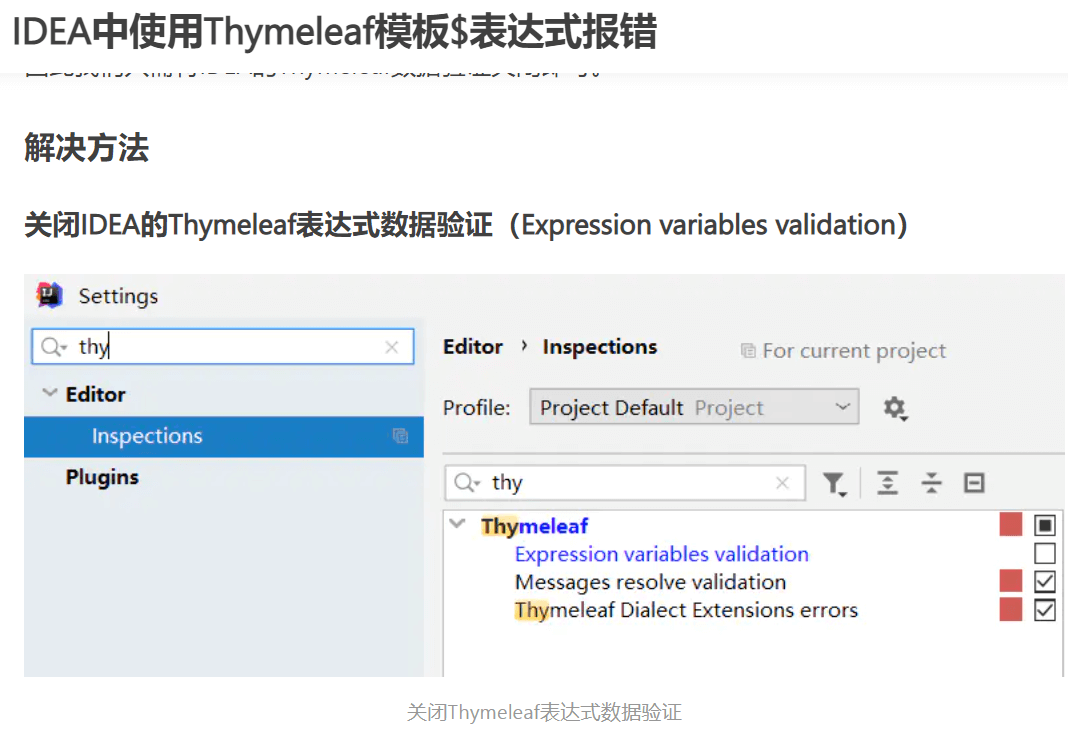 IDEA中使用Thymeleaf模板$表达式报错
解决方法
关闭IDEA的Thymeleaf表达式数据验证（Expression variables validation）
Settings
thy
Editor › Inspections
For current project
Editor
Profile: Project Default Project
Inspections
Plugins
thy
Thymeleaf
Expression variables validation
Messages resolve validation
Thymeleaf Dialect Extensions errors
关闭Thymeleaf表达式数据验证